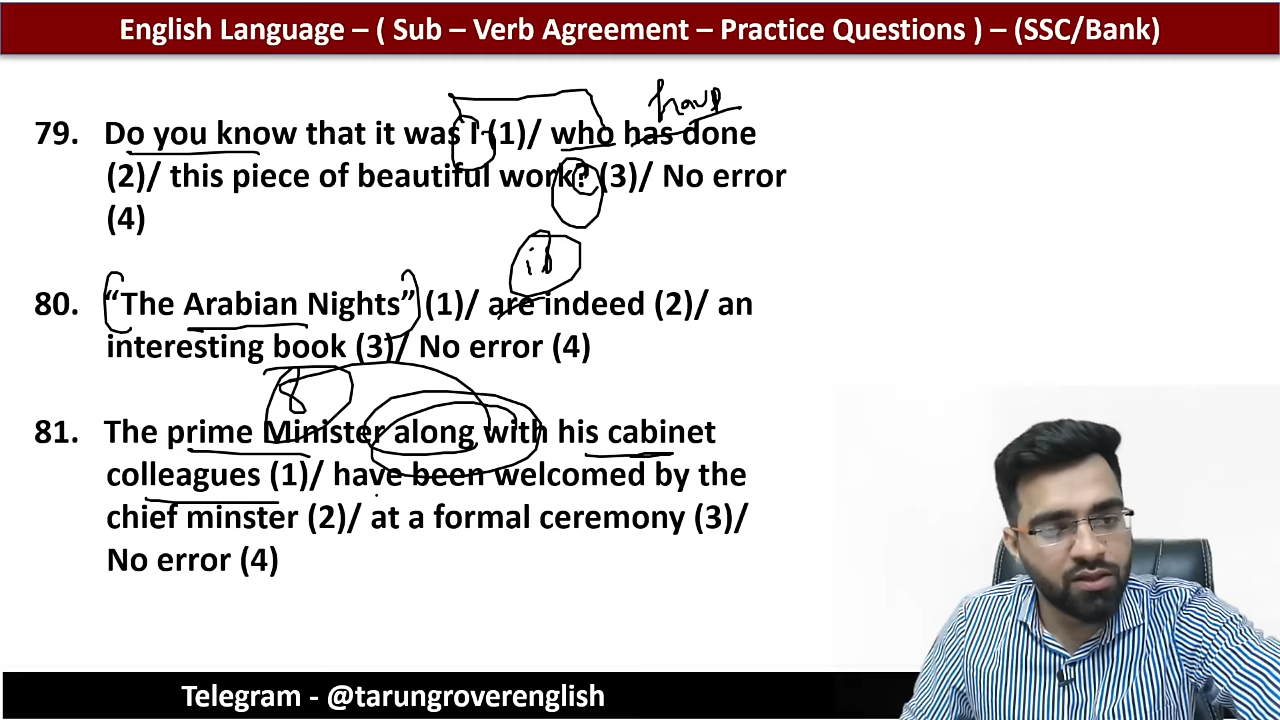 English Language – ( Sub – Verb Agreement – Practice Questions ) – (SSC/Bank)
have
79. Do you know that it was I (1)/ who has done
(2)/ this piece of beautiful work? (3)/ No error
(4)
is
80. “The Arabian Nights” (1)/ are indeed (2)/ an
interesting book (3)/ No error (4)
81. The prime Minister along with his cabinet
colleagues (1)/ have been welcomed by the
chief minster (2)/ at a formal ceremony (3)/
No error (4)
Telegram - @tarungroverenglish